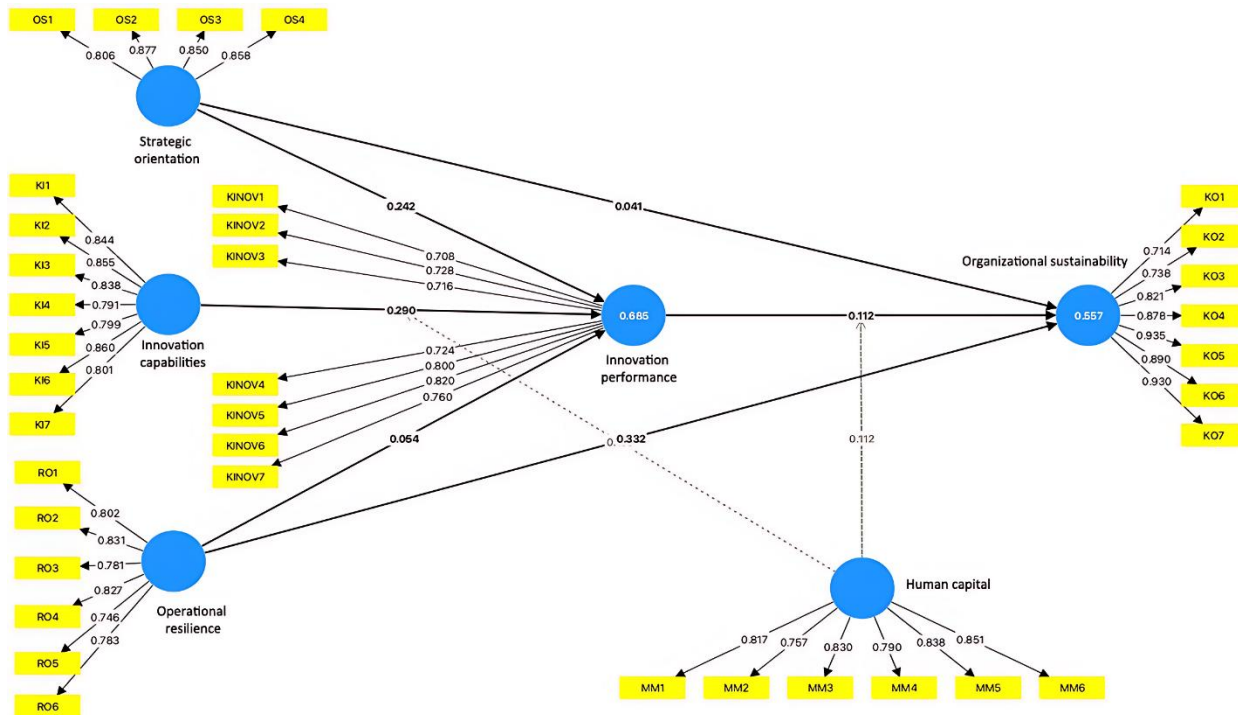 OS1
OS2
OS3
OS4
0.806
0.877
0.850
0.858
Strategic
orientation
KI1
KI2
KI3
KI4
KI5
KI6
KI7
0.844
0.855
0.838
0.791
0.799
0.860
0.801
Innovation
capabilities
KINOV1
KINOV2
KINOV3
0.708
0.728
0.716
KINOV4
KINOV5
KINOV6
KINOV7
0.724
0.800
0.820
0.760
0.242
0.290
0.054
0.041
0.685
Innovation
performance
0.112
0.332
0.112
Organizational sustainability
0.557
KO1
KO2
KO3
KO4
KO5
KO6
KO7
0.714
0.738
0.821
0.878
0.935
0.890
0.930
RO1
RO2
RO3
RO4
RO5
RO6
0.802
0.831
0.781
0.827
0.746
0.783
Operational
resilience
Human capital
0.817
0.757
0.830
0.790
0.838
0.851
MM1
MM2
MM3
MM4
MM5
MM6